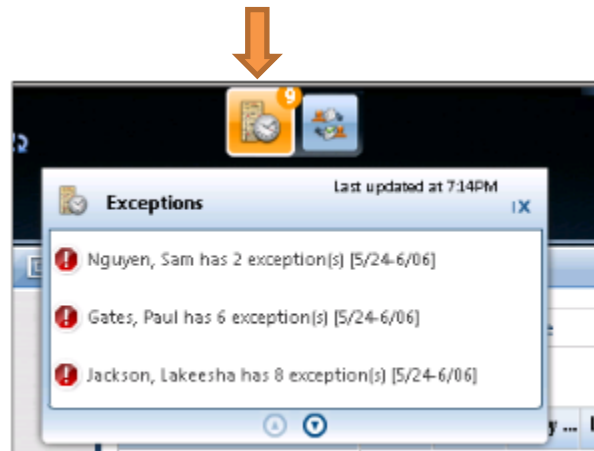 9
Exceptions
Last updated at 7:14PM
X
Nguyen, Sam has 2 exception(s) [5/24-6/06]
Gates, Paul has 6 exception(s) [5/24-6/06]
Jackson, Lakeesha has 8 exception(s) [5/24-6/06]
y ...